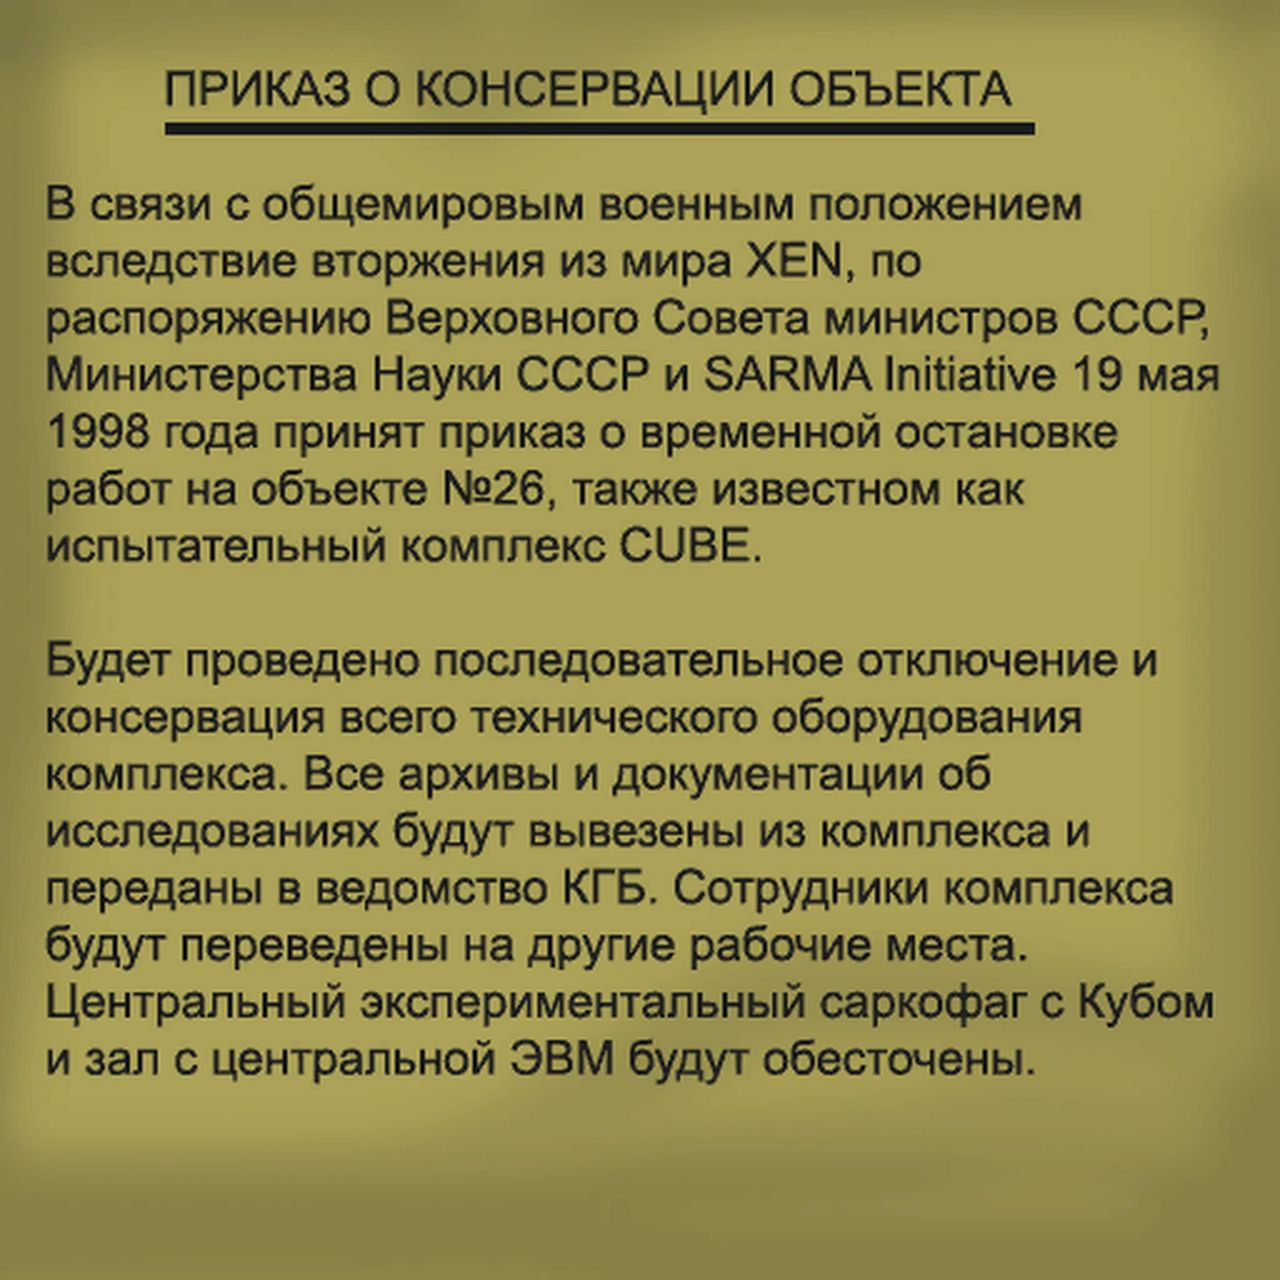 ПРИКАЗ О КОНСЕРВАЦИИ ОБЪЕКТА
В связи с общемировым военным положением
вследствие вторжения из мира XEN, по
распоряжению Верховного Совета министров СССР,
Министерства Науки СССР и SARMA Initiative 19 мая
1998 года принят приказ о временной остановке
работ на объекте №26, также известном как
испытательный комплекс CUBE.
Будет проведено последовательное отключение и
консервация всего технического оборудования
комплекса. Все архивы и документации об
исследованиях будут вывезены из комплекса и
переданы в ведомство КГБ. Сотрудники комплекса
будут переведены на другие рабочие места.
Центральный экспериментальный саркофаг с Кубом
и зал с центральной ЭВМ будут обесточены.